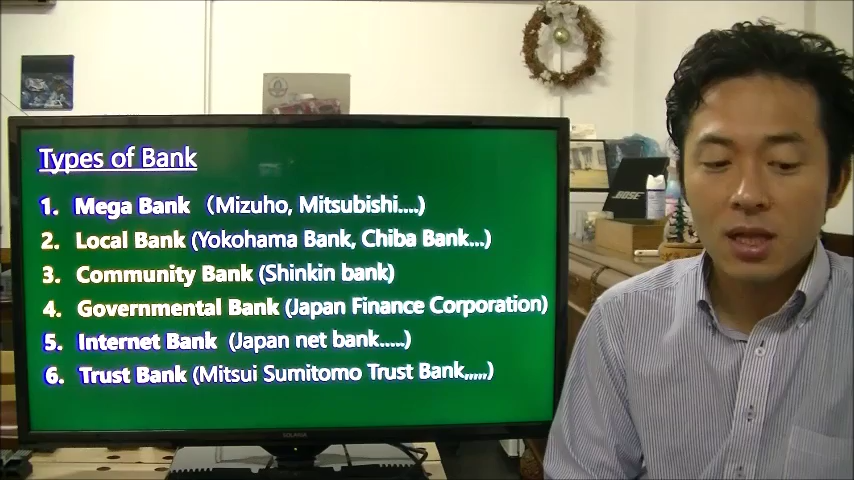 Types of Bank
1. Mega Bank （Mizuho, Mitsubishi....)
2. Local Bank (Yokohama Bank, Chiba Bank...)
3. Community Bank (Shinkin bank)
4. Governmental Bank (Japan Finance Corporation)
5. Internet Bank (Japan net bank.....)
6. Trust Bank (Mitsui Sumitomo Trust Bank,,,,,)
BOSE